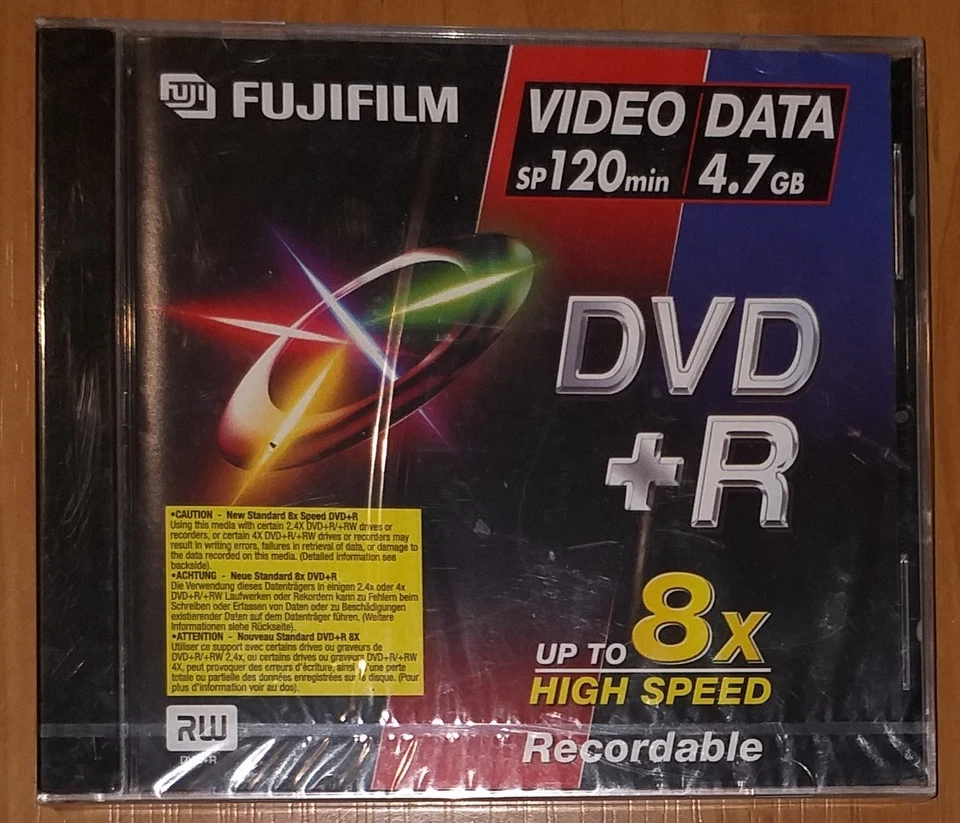 FUJI FUJIFILM
VIDEO DATA
SP120min 4.7GB
DVD
+R
•CAUTION - New Standard 8x Speed DVD+R
Using this media with certain 2.4X DVD+R/+RW drives or
recorders, or certain 4X DVD+R/+RW drives or recorders may
result in writing errors, failures in retrieval of data, or damage to
the data recorded on this media. (Detailed information see
backside).
•ACHTUNG - Neue Standard 8x DVD+R
Die Verwendung dieses Datenträgers in einigen 2.4x oder 4x
DVD+R/+RW Laufwerken oder Rekordern kann zu Fehlern beim
Schreiben oder Erfassen von Daten oder zu Beschädigungen
existierender Daten auf dem Datenträger führen. (Weitere
Informationen siehe Rückseite).
•ATTENTION - Nouveau Standard DVD+R 8X
Utiliser ce support avec certains drives ou graveurs de
DVD+R/+RW 2,4x, ou certains drives ou graveurs DVD+R/+RW
4X, peut provoquer des erreurs d'écriture, ainsi qu'une perte
totale ou partielle des données enregistrées sur le disque. (Pour
plus d'information voir au dos).
UP TO 8x
HIGH SPEED
RW
DVD+R
Recordable